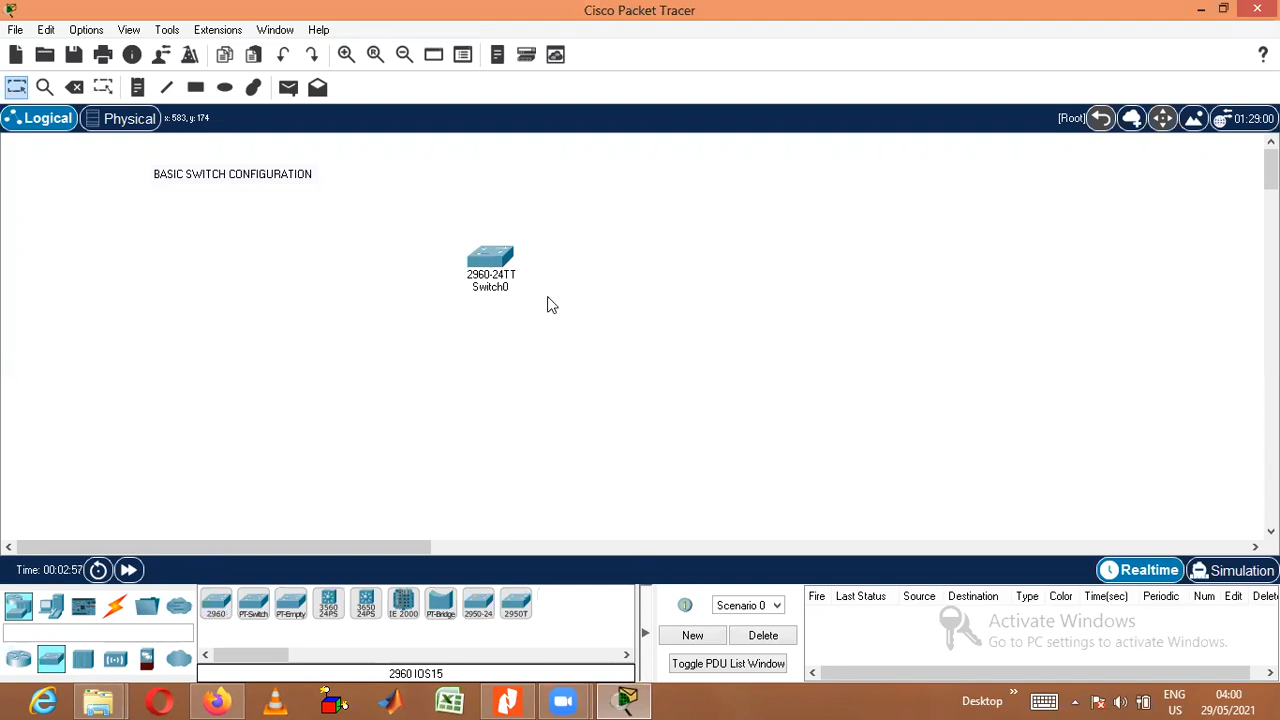 Cisco Packet Tracer
File Edit Options View Tools Extensions Window Help
Logical Physical x: 583, y: 174 [Root] 01:29:00
BASIC SWITCH CONFIGURATION
2960-24TT
Switch0
Time: 00:02:57 Realtime Simulation
2960 PT-Switch PT-Empty 3560 24PS 3650 24PS IE 2000 PT-Bridge 2950-24 2950T
Scenario 0
New Delete
Toggle PDU List Window
Fire Last Status Source Destination Type Color Time(sec) Periodic Num Edit Delete
Activate Windows
Go to PC settings to activate Windows.
2960 IOS15
Desktop ENG 04:00
US 29/05/2021